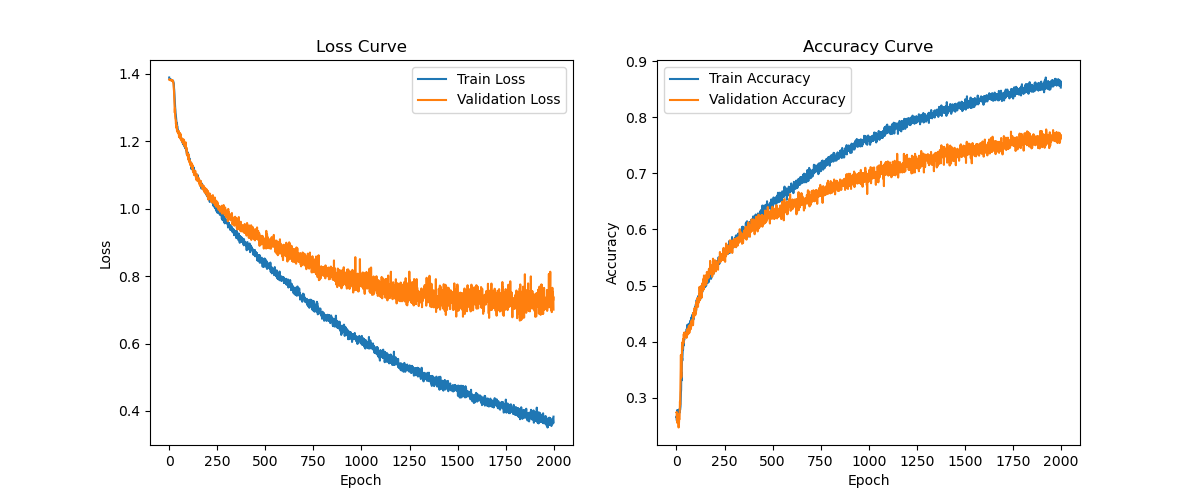 Loss Curve
Train Loss
Validation Loss
1.4
1.2
1.0
0.8
0.6
0.4
Loss
0 250 500 750 1000 1250 1500 1750 2000
Epoch
Accuracy Curve
Train Accuracy
Validation Accuracy
0.9
0.8
0.7
0.6
0.5
0.4
0.3
Accuracy
0 250 500 750 1000 1250 1500 1750 2000
Epoch